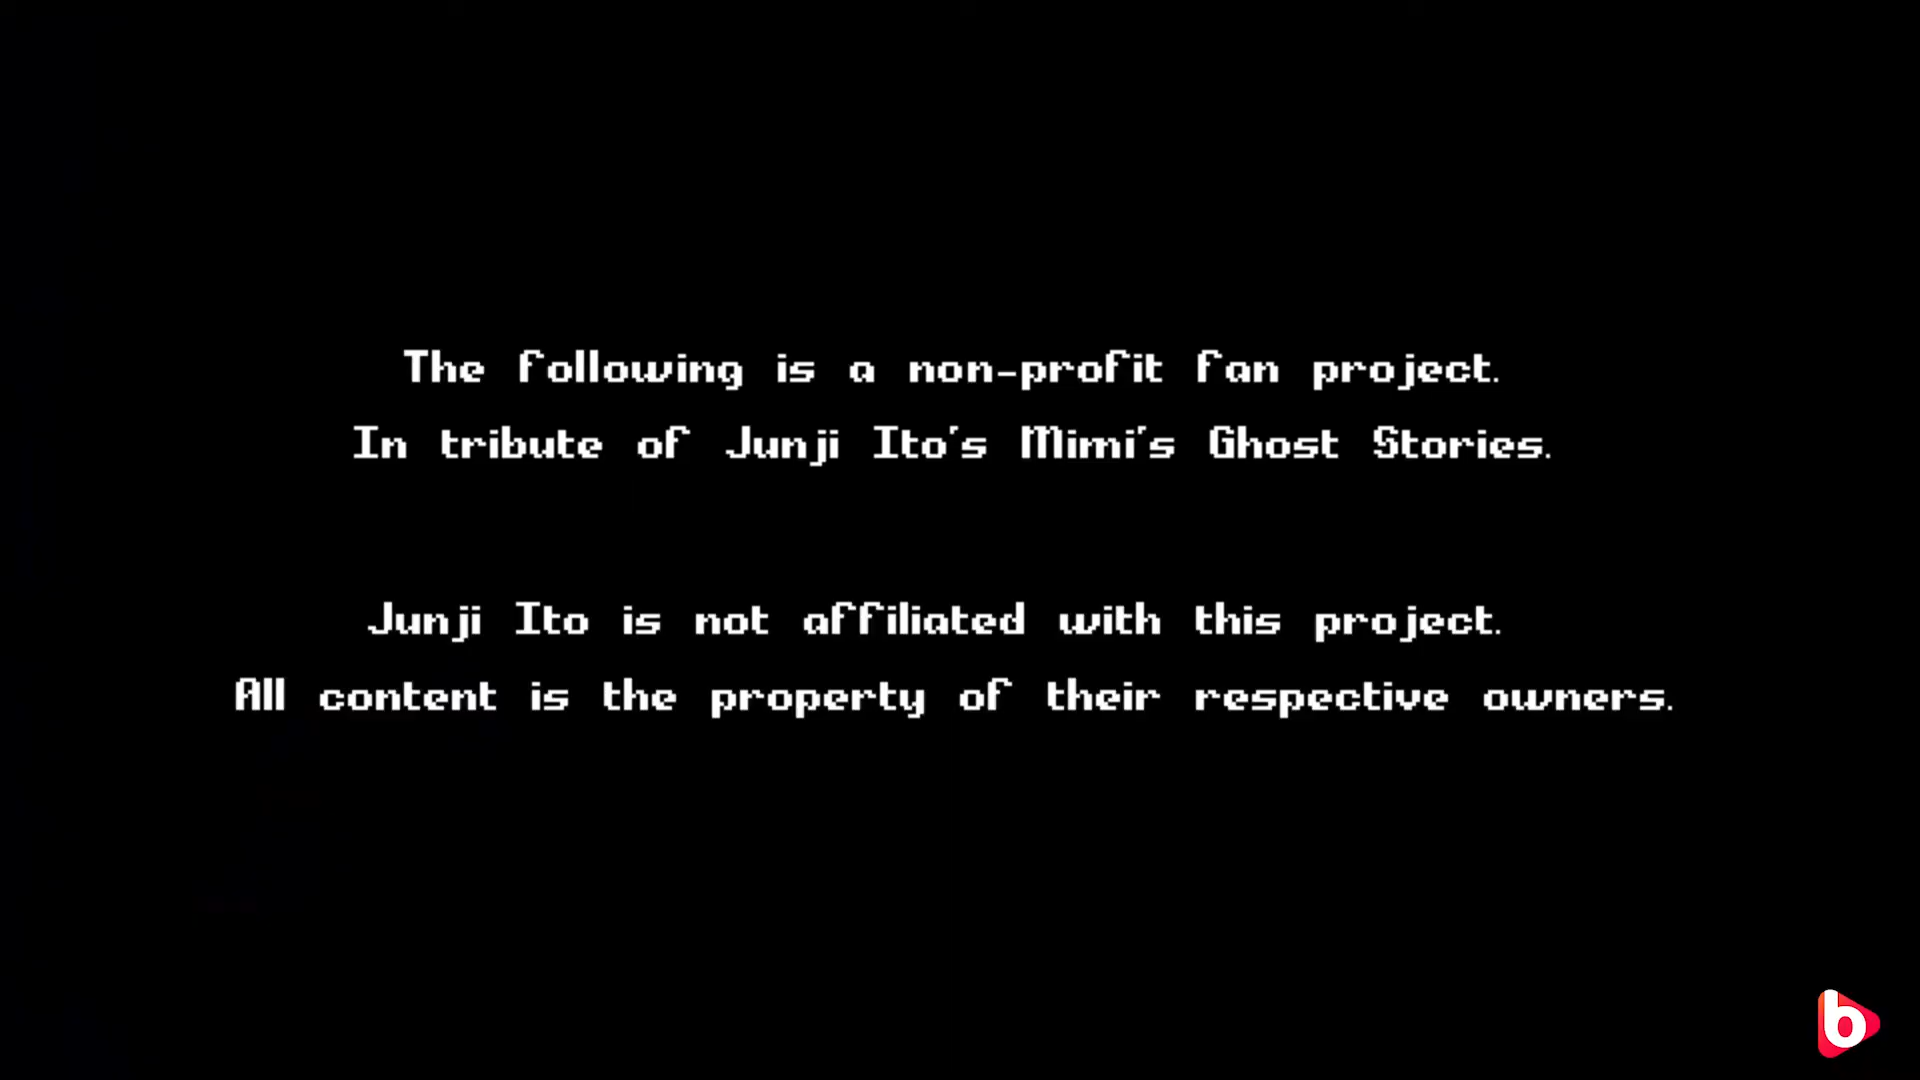 The following is a non-profit fan project.
In tribute of Junji Ito's Mimi's Ghost Stories.
Junji Ito is not affiliated with this project.
All content is the property of their respective owners.
b